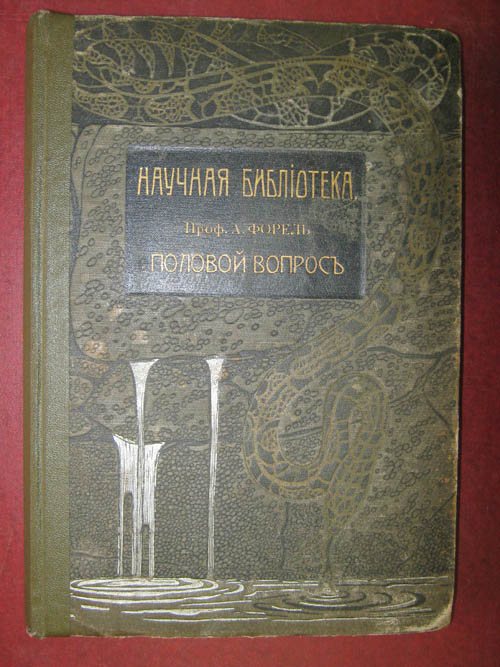 НАУЧНАЯ БИБЛІОТЕКА.
Проф. А. ФОРЕЛЬ
ПОЛОВОЙ ВОПРОСЪ